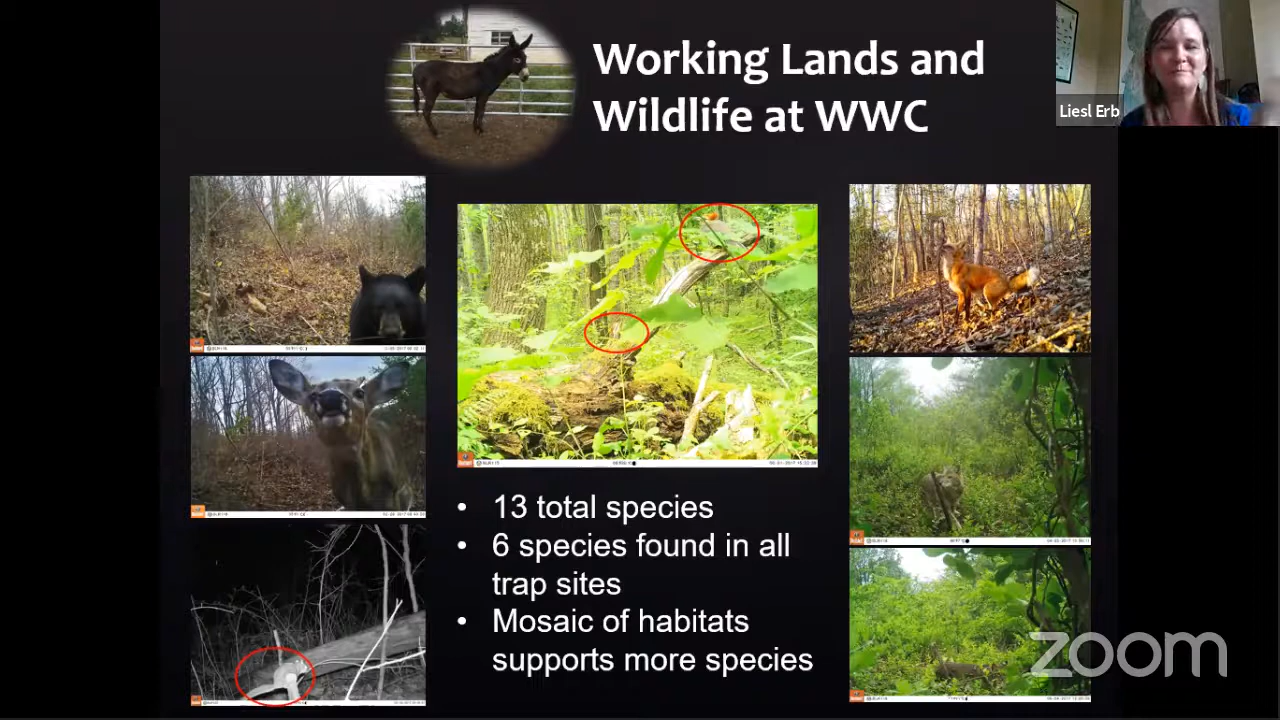 Working Lands and
Wildlife at WWC
Liesl Erb
• 13 total species
• 6 species found in all
trap sites
• Mosaic of habitats
supports more species
zoom